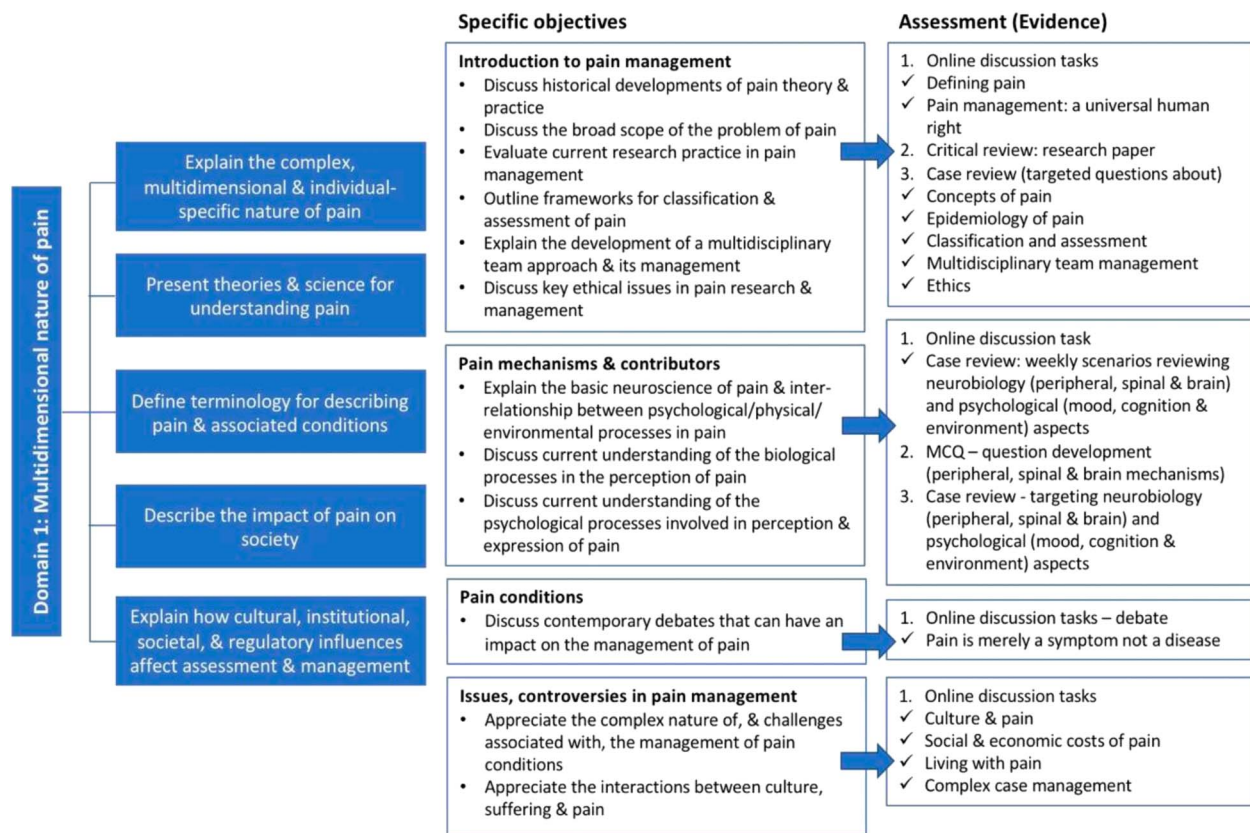 Domain 1: Multidimensional nature of pain
Explain the complex,
multidimensional & individual-
specific nature of pain
Present theories & science for
understanding pain
Define terminology for describing
pain & associated conditions
Describe the impact of pain on
society
Explain how cultural, institutional,
societal, & regulatory influences
affect assessment & management
Specific objectives
Introduction to pain management
• Discuss historical developments of pain theory &
practice
• Discuss the broad scope of the problem of pain
• Evaluate current research practice in pain
management
• Outline frameworks for classification &
assessment of pain
• Explain the development of a multidisciplinary
team approach & its management
• Discuss key ethical issues in pain research &
management
Pain mechanisms & contributors
• Explain the basic neuroscience of pain & inter-
relationship between psychological/physical/
environmental processes in pain
• Discuss current understanding of the biological
processes in the perception of pain
• Discuss current understanding of the
psychological processes involved in perception &
expression of pain
Pain conditions
• Discuss contemporary debates that can have an
impact on the management of pain
Issues, controversies in pain management
• Appreciate the complex nature of, & challenges
associated with, the management of pain
conditions
• Appreciate the interactions between culture,
suffering & pain
Assessment (Evidence)
1. Online discussion tasks
✓ Defining pain
✓ Pain management: a universal human
right
2. Critical review: research paper
3. Case review (targeted questions about)
✓ Concepts of pain
✓ Epidemiology of pain
✓ Classification and assessment
✓ Multidisciplinary team management
✓ Ethics
1. Online discussion task
✓ Case review: weekly scenarios reviewing
neurobiology (peripheral, spinal & brain)
and psychological (mood, cognition &
environment) aspects
2. MCQ – question development
(peripheral, spinal & brain mechanisms)
3. Case review - targeting neurobiology
(peripheral, spinal & brain) and
psychological (mood, cognition &
environment) aspects
1. Online discussion tasks – debate
✓ Pain is merely a symptom not a disease
1. Online discussion tasks
✓ Culture & pain
✓ Social & economic costs of pain
✓ Living with pain
✓ Complex case management